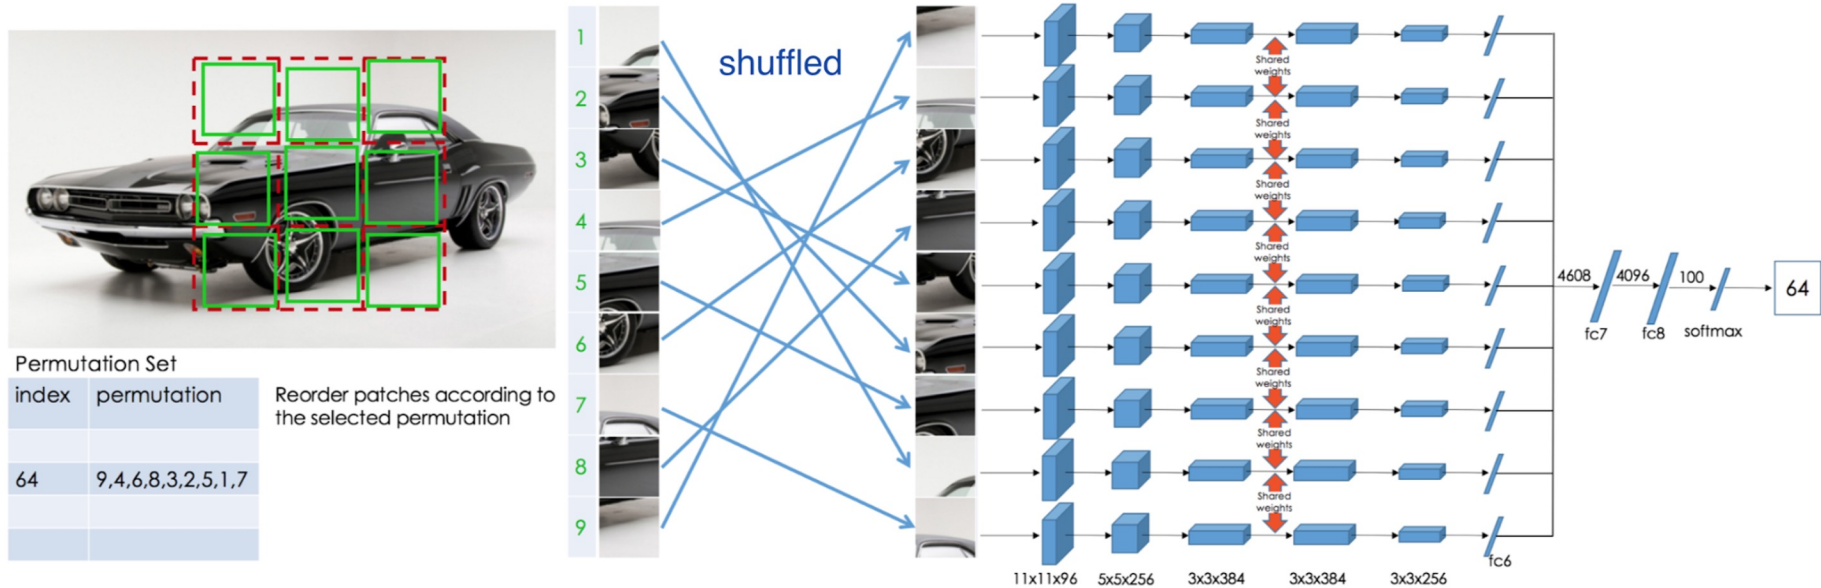 Permutation Set
index permutation
64 9,4,6,8,3,2,5,1,7
Reorder patches according to
the selected permutation
1
2
3
4
5
6
7
8
9
shuffled
Shared
weights
Shared
weights
Shared
weights
Shared
weights
Shared
weights
Shared
weights
Shared
weights
Shared
weights
11x11x96 5x5x256 3x3x384 3x3x384 3x3x256
fc6
4608 4096 100
fc7 fc8 softmax
64